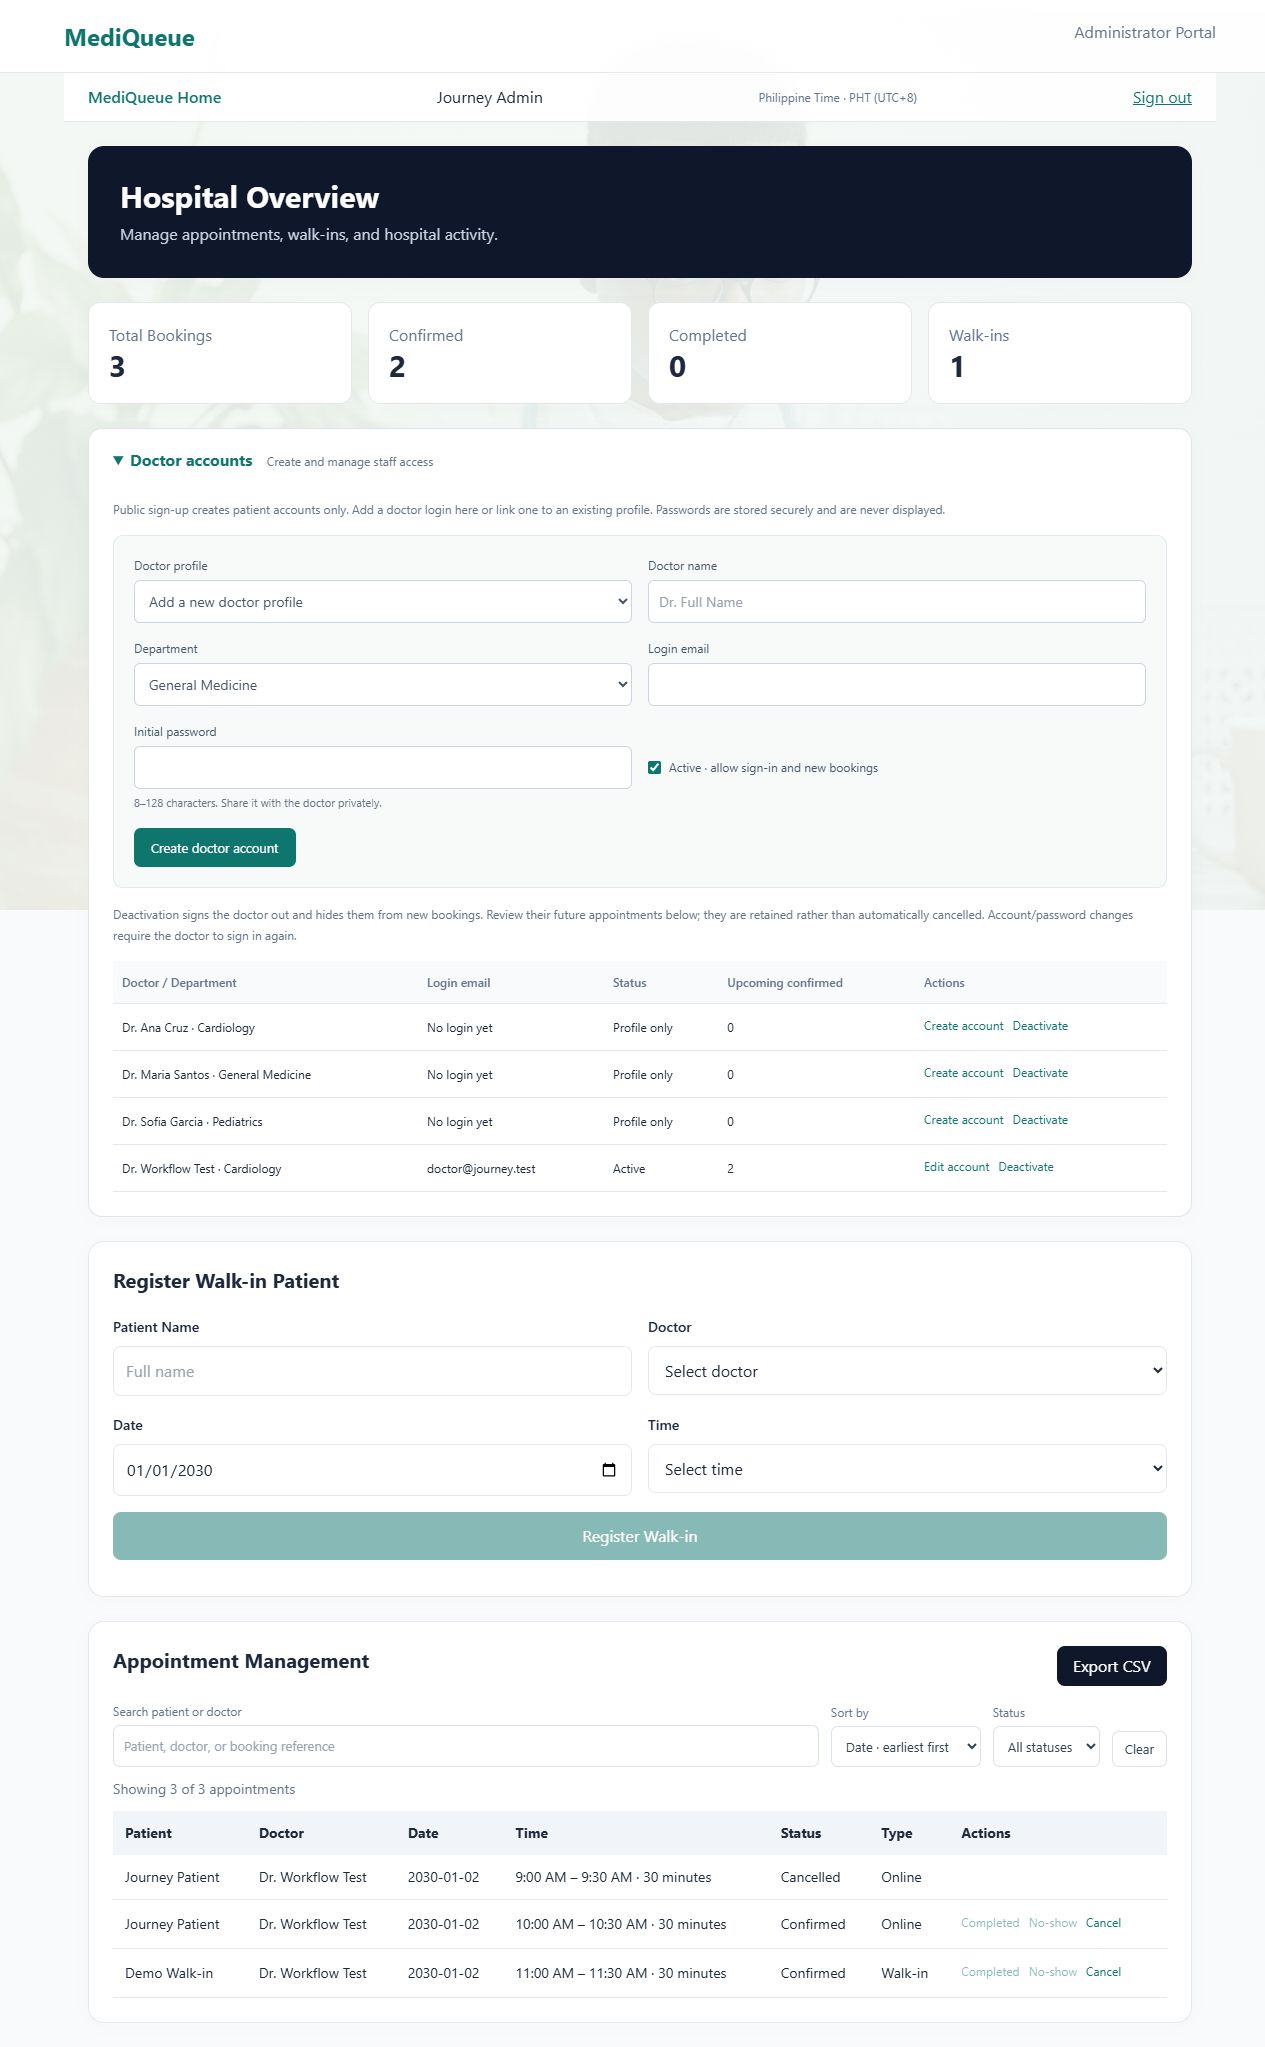 MediQueue
Administrator Portal
MediQueue Home
Journey Admin
Philippine Time · PHT (UTC+8)
Sign out
Hospital Overview
Manage appointments, walk-ins, and hospital activity.
Total Bookings
3
Confirmed
2
Completed
0
Walk-ins
1
▼ Doctor accounts Create and manage staff access
Public sign-up creates patient accounts only. Add a doctor login here or link one to an existing profile. Passwords are stored securely and are never displayed.
Doctor profile
Add a new doctor profile
Doctor name
Dr. Full Name
Department
General Medicine
Login email
Initial password
Active · allow sign-in and new bookings
8–128 characters. Share it with the doctor privately.
Create doctor account
Deactivation signs the doctor out and hides them from new bookings. Review their future appointments below; they are retained rather than automatically cancelled. Account/password changes
require the doctor to sign in again.
Doctor / Department Login email Status Upcoming confirmed Actions
Dr. Ana Cruz · Cardiology No login yet Profile only 0 Create account Deactivate
Dr. Maria Santos · General Medicine No login yet Profile only 0 Create account Deactivate
Dr. Sofia Garcia · Pediatrics No login yet Profile only 0 Create account Deactivate
Dr. Workflow Test · Cardiology doctor@journey.test Active 2 Edit account Deactivate
Register Walk-in Patient
Patient Name
Full name
Doctor
Select doctor
Date
01/01/2030
Time
Select time
Register Walk-in
Appointment Management
Export CSV
Search patient or doctor
Patient, doctor, or booking reference
Sort by
Date · earliest first
Status
All statuses
Clear
Showing 3 of 3 appointments
Patient Doctor Date Time Status Type Actions
Journey Patient Dr. Workflow Test 2030-01-02 9:00 AM – 9:30 AM · 30 minutes Cancelled Online
Journey Patient Dr. Workflow Test 2030-01-02 10:00 AM – 10:30 AM · 30 minutes Confirmed Online Completed No-show Cancel
Demo Walk-in Dr. Workflow Test 2030-01-02 11:00 AM – 11:30 AM · 30 minutes Confirmed Walk-in Completed No-show Cancel